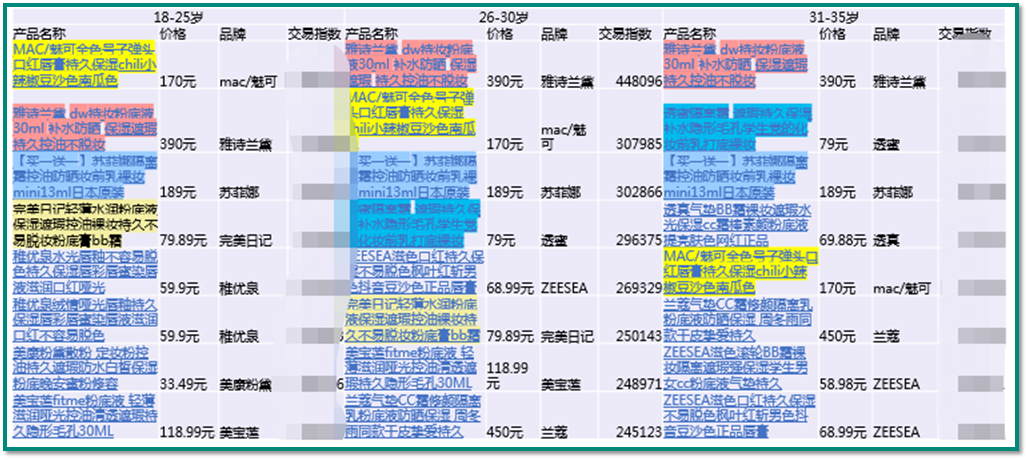 18-25岁 26-30岁 31-35岁
产品名称 价格 品牌 交易指数 产品名称 价格 品牌 交易指数 产品名称 价格 品牌 交易指数
MAC/魅可全色号子弹头
口红唇膏持久保湿chili小
辣椒豆沙色南瓜色 170元 mac/魅可
雅诗兰黛 dw持妆粉底
液30ml 补水防晒 保湿
遮瑕 持久控油不脱妆 390元 雅诗兰黛 448096
雅诗兰黛 dw持妆粉底液
30ml 补水防晒 保湿遮瑕
持久控油不脱妆 390元 雅诗兰黛
雅诗兰黛 dw持妆粉底液
30ml 补水防晒 保湿遮瑕
持久控油不脱妆 390元 雅诗兰黛
MAC/魅可全色号子弹
头口红唇膏持久保湿
chili小辣椒豆沙色南瓜
170元 mac/魅
可 307985
透蜜隔离霜 遮瑕持久保湿
补水隐形毛孔学生党的化
妆前乳打底裸妆 79元 透蜜
【买一送一】苏菲娜隔离
霜控油防晒妆前乳裸妆
mini13ml日本原装 189元 苏菲娜
【买一送一】苏菲娜隔离
霜控油防晒妆前乳裸妆
mini13ml日本原装 189元 苏菲娜 302866
【买一送一】苏菲娜隔离
霜控油防晒妆前乳裸妆
mini13ml日本原装 189元 苏菲娜
完美日记轻薄水润粉底液
保湿遮瑕控油裸妆持久不
易脱妆粉底膏bb霜 79.89元 完美日记
蜜隔离霜 遮瑕持久保
补水隐形毛孔学生党
化妆前乳打底裸妆 79元 透蜜 296375
透真气垫BB霜裸妆遮瑕水
光保湿cc霜烽素颜粉底液
提亮肤色网红正品 69.88元 透真
稚优泉水光唇釉不容易脱
色持久保湿唇彩唇蜜染唇
液滋润口红哑光 59.9元 稚优泉
ZEESEA滋色口红持久保
不易脱色枫叶红斩男
色抖音豆沙色正品唇膏 68.99元 ZEESEA 269329
MAC/魅可全色号子弹头口
红唇膏持久保湿chili小辣
椒豆沙色南瓜色 170元 mac/魅可
稚优泉绒情哑光唇釉持久
保湿唇彩唇蜜染唇液滋润
口红不容易脱色 59.9元 稚优泉
完美日记轻薄水润粉底
液保湿遮瑕控油裸妆持
久不易脱妆粉底膏bb霜 79.89元 完美日记 250143
兰蔻气垫CC霜修颜隔离乳
粉底液防晒保湿 周冬雨同
款干皮挚爱持久 450元 兰蔻
美康粉黛散粉 定妆粉控
油持久遮瑕防水白皙保湿
粉底晚安蜜粉修容 33.49元 美康粉黛
美宝莲fitme粉底液 轻
薄滋润哑光控油清透遮
瑕持久隐形毛孔30ML 118.99
元 美宝莲 248971
ZEESEA滋色滚轮BB霜裸
妆隔离遮瑕强保湿学生男
女cc粉底液气垫持久 58.98元 ZEESEA
美宝莲fitme粉底液 轻薄
滋润哑光控油清透遮瑕持
久隐形毛孔30ML 118.99元 美宝莲
兰蔻气垫CC霜修颜隔离
乳粉底液防晒保湿 周冬
雨同款干皮挚爱持久 450元 兰蔻 245123
ZEESEA滋色口红持久保湿
不易脱色枫叶红斩男色抖
音豆沙色正品唇膏 68.99元 ZEESEA